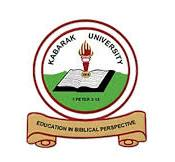 KABARAK UNIVERSITY
1 PETER 3:15
EDUCATION IN BIBLICAL PERSPECTIVE